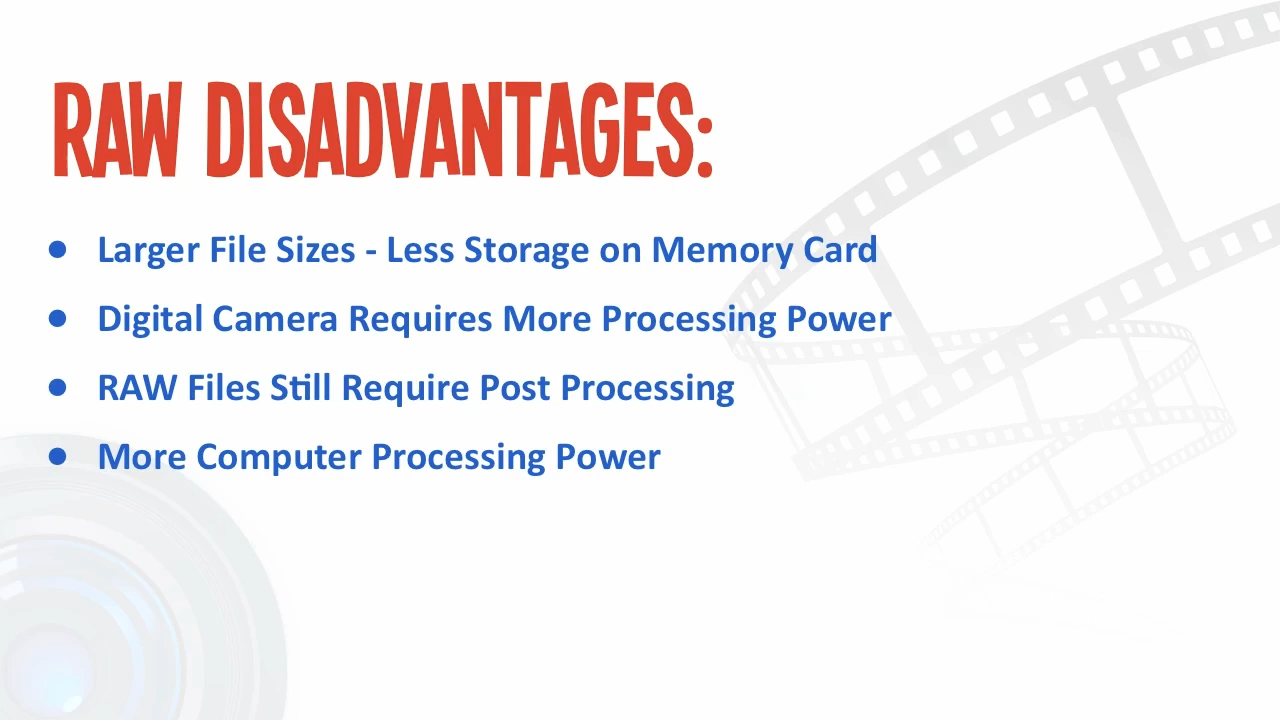 RAW DISADVANTAGES:
● Larger File Sizes - Less Storage on Memory Card
● Digital Camera Requires More Processing Power
● RAW Files Still Require Post Processing
● More Computer Processing Power